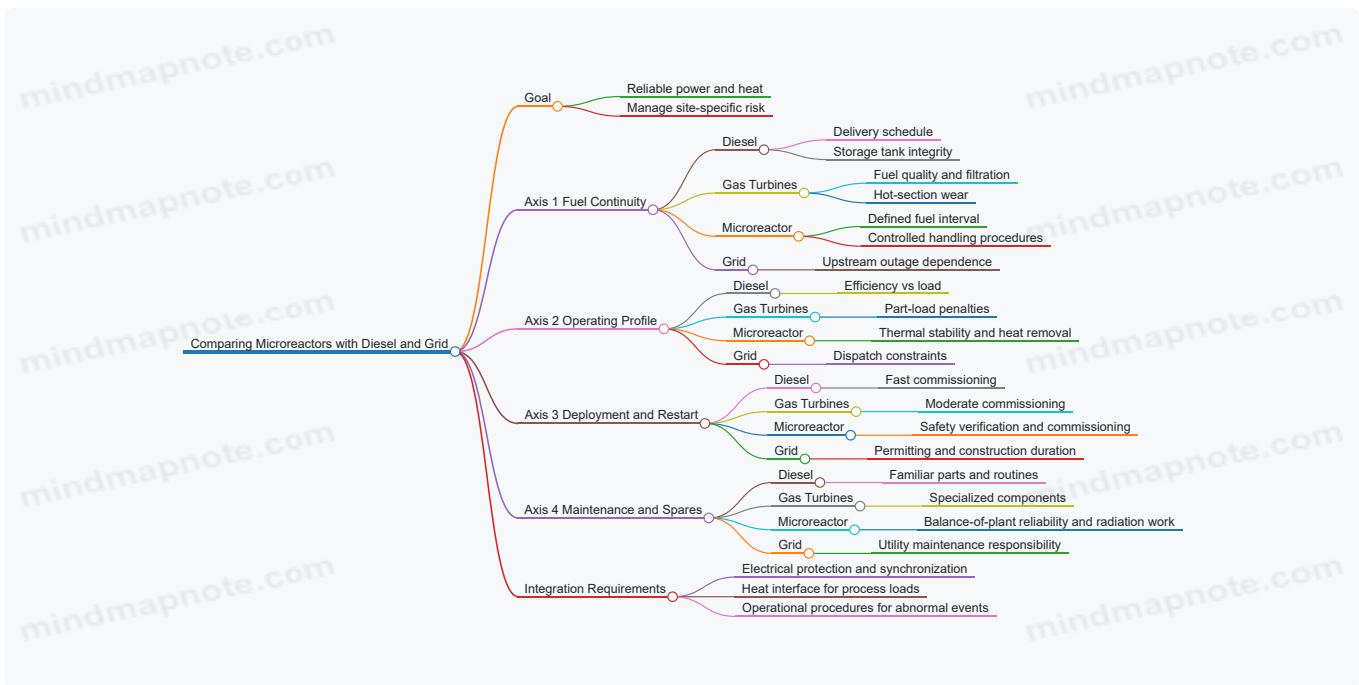 mindmapnote.com
mindmapnote.com
Goal
Reliable power and heat
Manage site-specific risk
Axis 1 Fuel Continuity
Diesel
Delivery schedule
Storage tank integrity
mindmapnote.com
mindmapnote.com
Gas Turbines
Fuel quality and filtration
Hot-section wear
Microreactor
Defined fuel interval
Controlled handling procedures
Grid
Upstream outage dependence
mindmapnote.com
mindmapnote.com
Comparing Microreactors with Diesel and Grid
Axis 2 Operating Profile
Diesel
Efficiency vs load
Gas Turbines
Part-load penalties
Microreactor
Thermal stability and heat removal
Grid
Dispatch constraints
Axis 3 Deployment and Restart
Diesel
Fast commissioning
Gas Turbines
Moderate commissioning
Microreactor
Safety verification and commissioning
Grid
Permitting and construction duration
mindmapnote.com
mindmapnote.com
Axis 4 Maintenance and Spares
Diesel
Familiar parts and routines
Gas Turbines
Specialized components
Microreactor
Balance-of-plant reliability and radiation work
Grid
Utility maintenance responsibility
Integration Requirements
Electrical protection and synchronization
Heat interface for process loads
Operational procedures for abnormal events
mindmapnote.com
mindmapnote.com